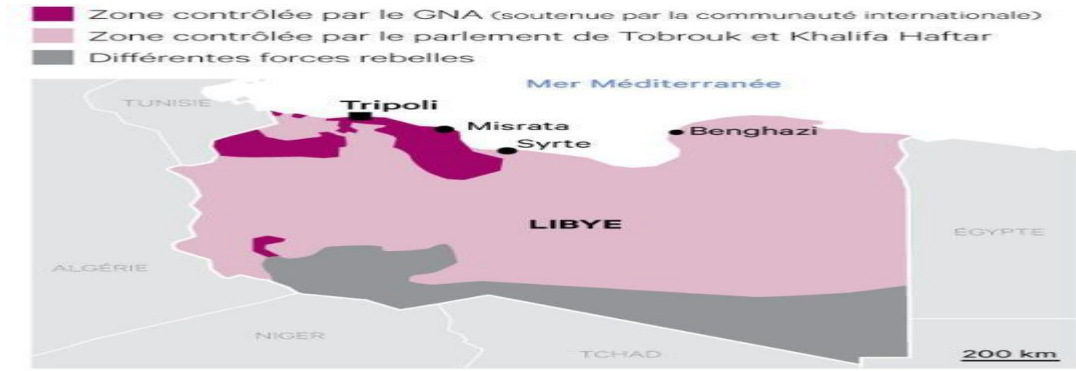 Zone contrôlée par le GNA (soutenue par la communauté internationale)
Zone contrôlée par le parlement de Tobrouk et Khalifa Haftar
Différentes forces rebelles
Mer Méditerranée
TUNISIE
Tripoli
Misrata
Benghazi
Syrte
LIBYE
ÉGYPTE
ALGÉRIE
NIGER
TCHAD
200 km